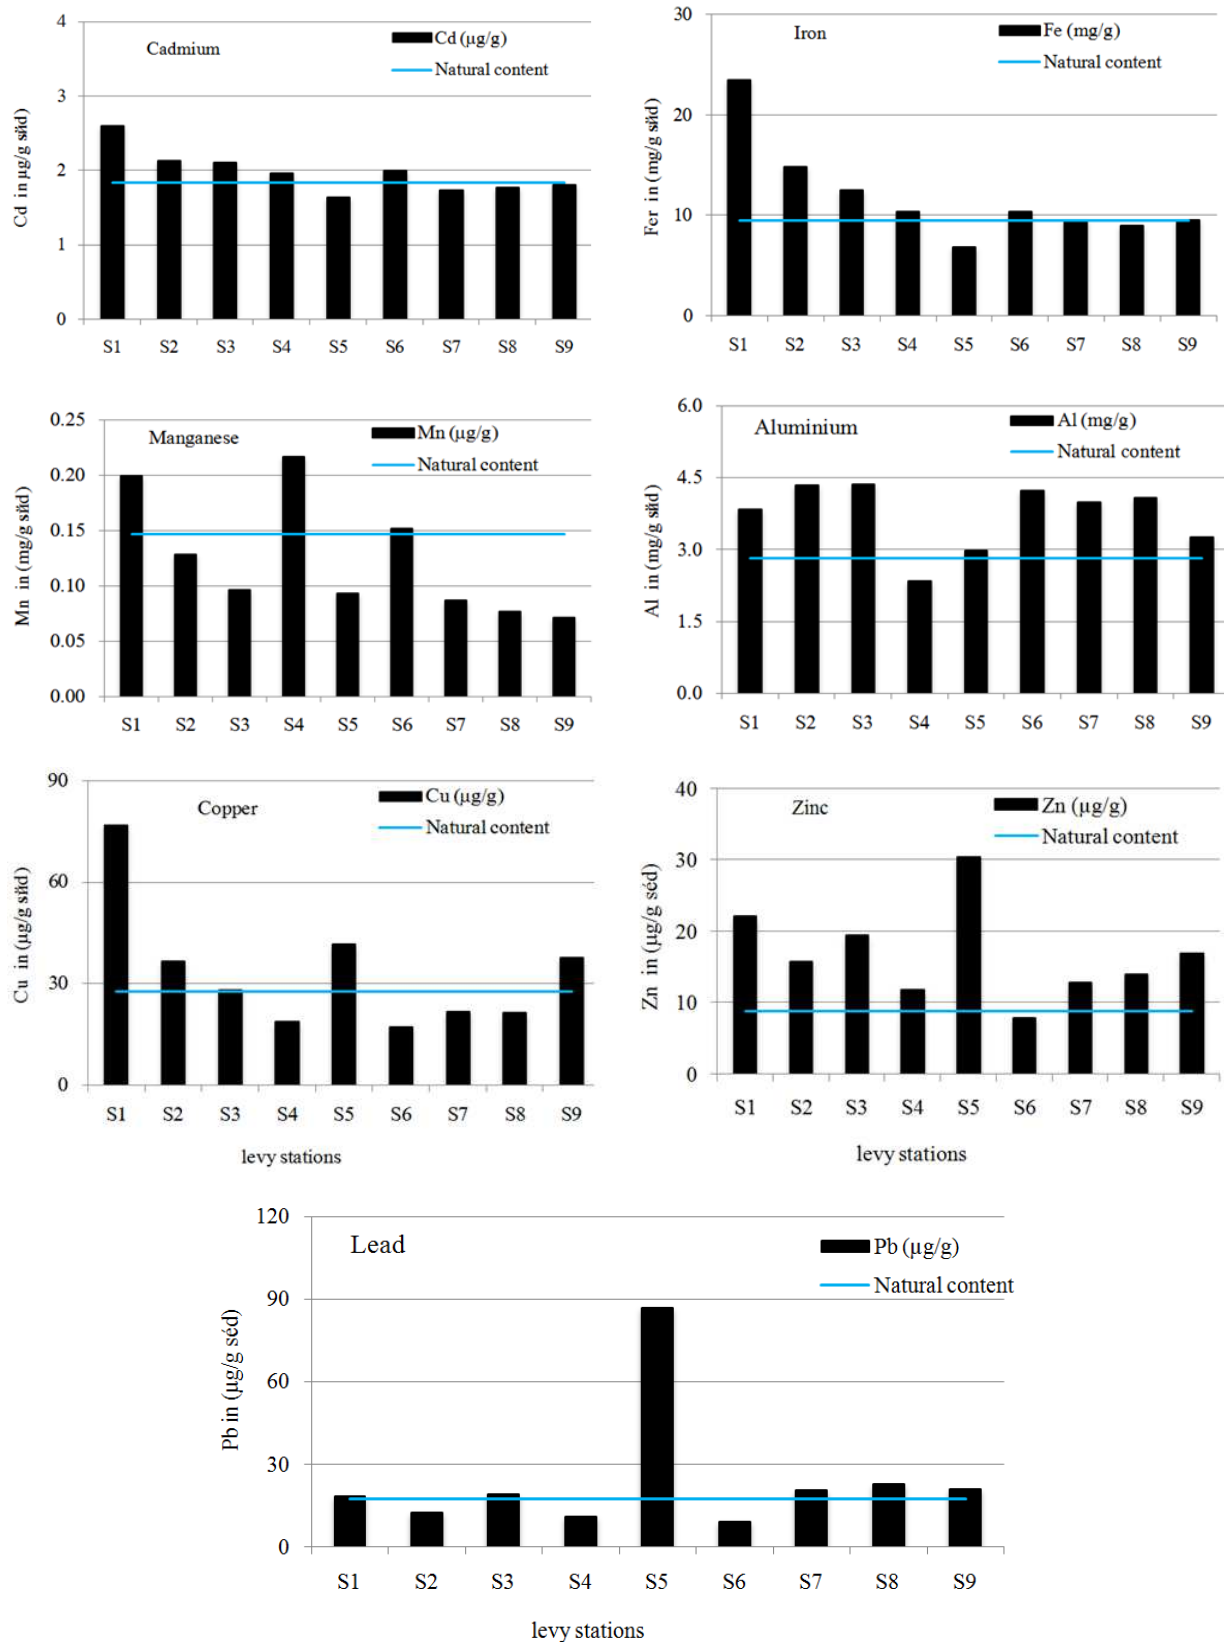 4
3
2
1
0
Cd in µg/g sйd)
Cadmium
Cd (µg/g)
Natural content
S1 S2 S3 S4 S5 S6 S7 S8 S9
30
20
10
0
Fer in (mg/g sйd)
Iron
Fe (mg/g)
Natural content
S1 S2 S3 S4 S5 S6 S7 S8 S9
0.25
0.20
0.15
0.10
0.05
0.00
Mn in (mg/g sйd)
Manganese
Mn (µg/g)
Natural content
S1 S2 S3 S4 S5 S6 S7 S8 S9
6.0
4.5
3.0
1.5
0.0
Al in (mg/g sйd)
Aluminium
Al (mg/g)
Natural content
S1 S2 S3 S4 S5 S6 S7 S8 S9
90
60
30
0
Cu in (µg/g sйd)
Copper
Cu (µg/g)
Natural content
S1 S2 S3 S4 S5 S6 S7 S8 S9
levy stations
40
30
20
10
0
Zn in (µg/g séd)
Zinc
Zn (µg/g)
Natural content
S1 S2 S3 S4 S5 S6 S7 S8 S9
levy stations
120
90
60
30
0
Pb in (µg/g séd)
Lead
Pb (µg/g)
Natural content
S1 S2 S3 S4 S5 S6 S7 S8 S9
levy stations